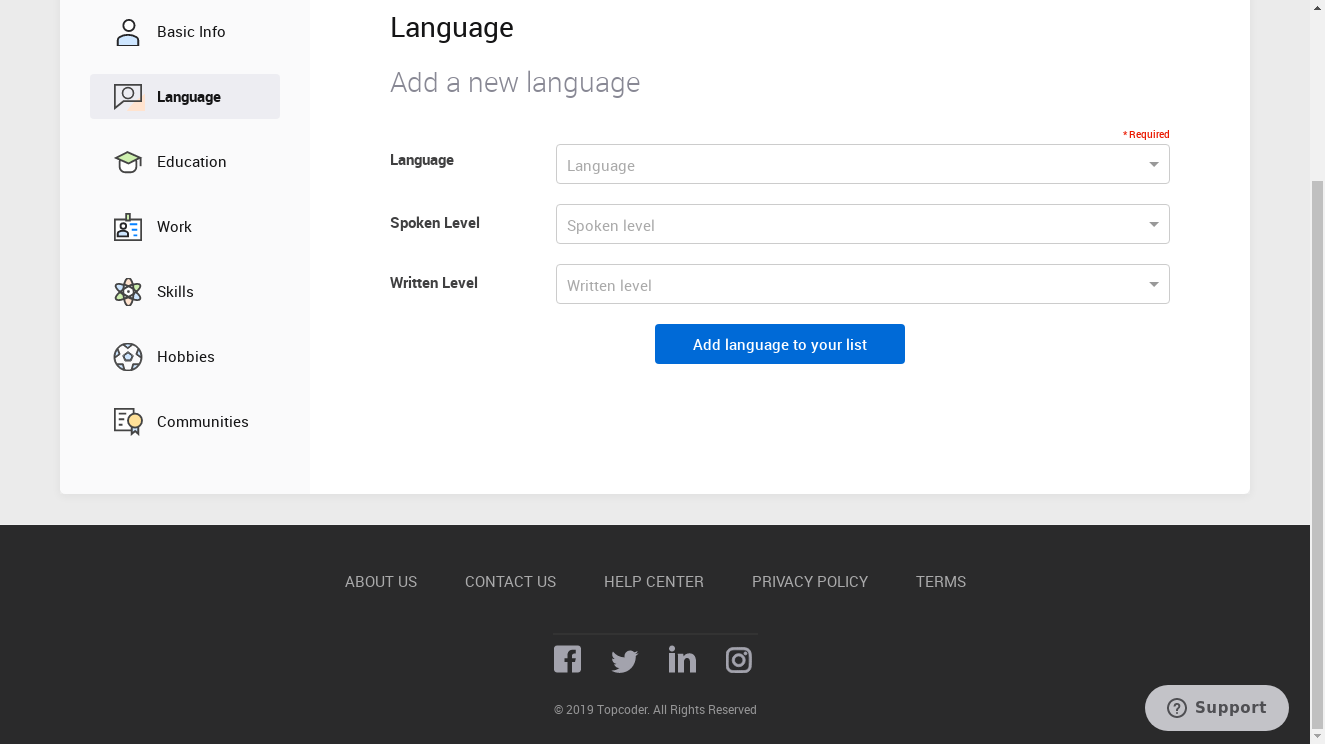 Basic Info
Language
Education
Work
Skills
Hobbies
Communities
Language
Add a new language
* Required
Language
Language
Spoken Level
Spoken level
Written Level
Written level
Add language to your list
ABOUT US
CONTACT US
HELP CENTER
PRIVACY POLICY
TERMS
© 2019 Topcoder. All Rights Reserved
Support